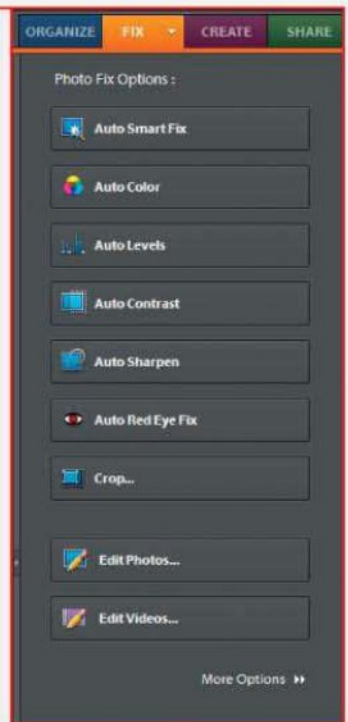 ORGANIZE FIX CREATE SHARE
Photo Fix Options :
Auto Smart Fix
Auto Color
Auto Levels
Auto Contrast
Auto Sharpen
Auto Red Eye Fix
Crop...
Edit Photos...
Edit Videos...
More Options